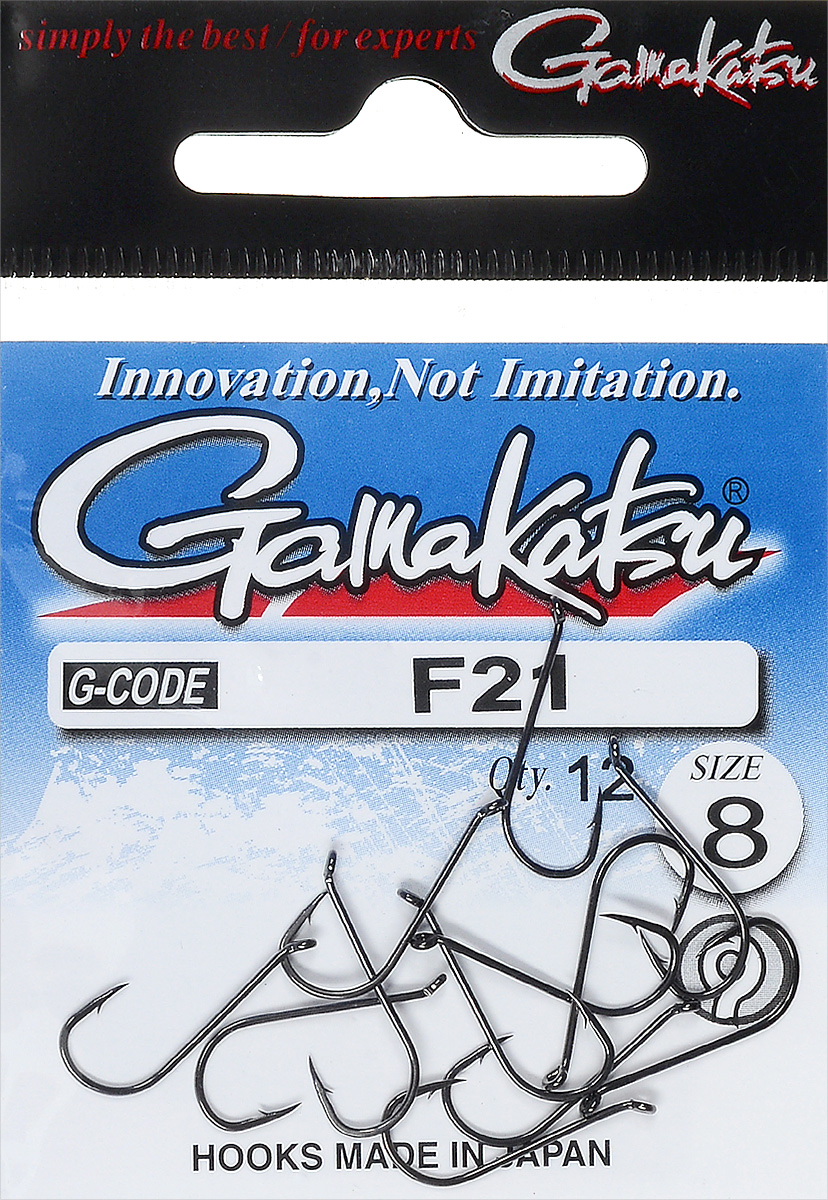 simply the best / for experts
Gamakatsu
Innovation, Not Imitation.
Gamakatsu ®
G-CODE F21
Qty. 12
SIZE
8
HOOKS MADE IN JAPAN